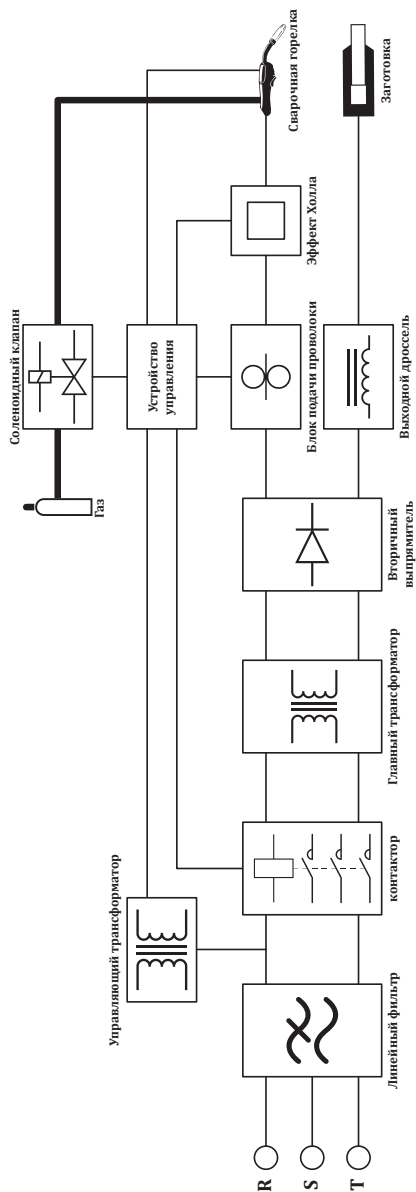 Сварочная горелка
Заготовка
Эффект Холла
Соленоидный клапан
Устройство
управления
Блок подачи проволоки
Выходной дроссель
Газ
Вторичный
выпрямитель
Главный трансформатор
Управляющий трансформатор
контактор
Линейный фильтр
R
S
T